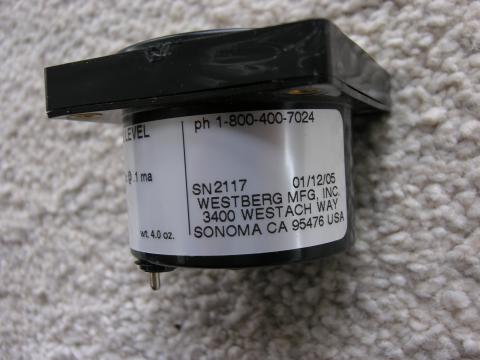 LEVEL
.1 ma
wt. 4.0 oz.
ph 1-800-400-7024
SN2117 01/12/05
WESTBERG MFG, INC.
3400 WESTACH WAY
SONOMA CA 95476 USA